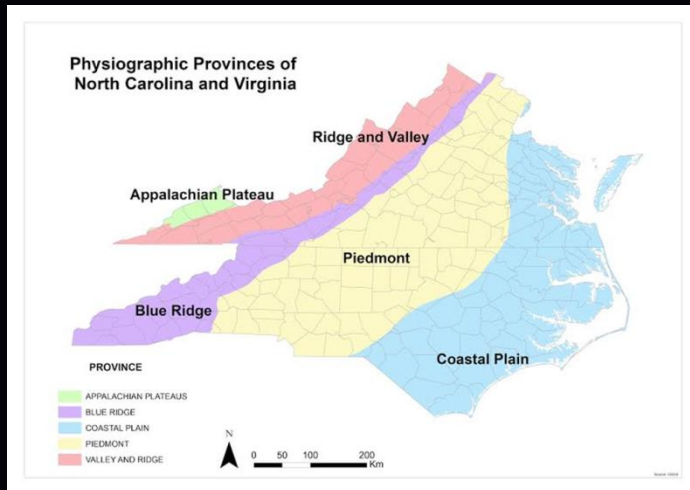 Physiographic Provinces of
North Carolina and Virginia
Ridge and Valley
Appalachian Plateau
Piedmont
Blue Ridge
Coastal Plain
PROVINCE
APPALACHIAN PLATEAUS
BLUE RIDGE
COASTAL PLAIN
PIEDMONT
VALLEY AND RIDGE
N
0 50 100 200
Km